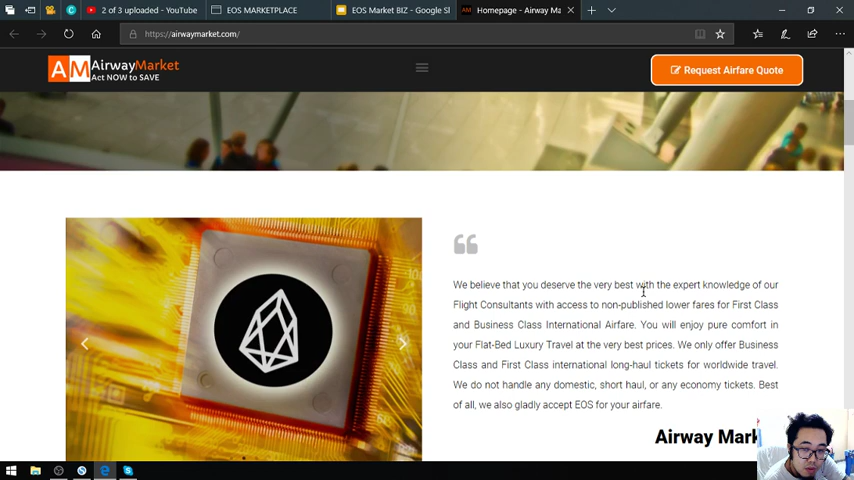 2 of 3 uploaded - YouTube
EOS MARKETPLACE
EOS Market BIZ - Google Sl
Homepage - Airway Ma
https://airwaymarket.com/
AM AirwayMarket
Act NOW to SAVE
Request Airfare Quote
We believe that you deserve the very best with the expert knowledge of our
Flight Consultants with access to non-published lower fares for First Class
and Business Class International Airfare. You will enjoy pure comfort in
your Flat-Bed Luxury Travel at the very best prices. We only offer Business
Class and First Class international long-haul tickets for worldwide travel.
We do not handle any domestic, short haul, or any economy tickets. Best
of all, we also gladly accept EOS for your airfare.
Airway Mark